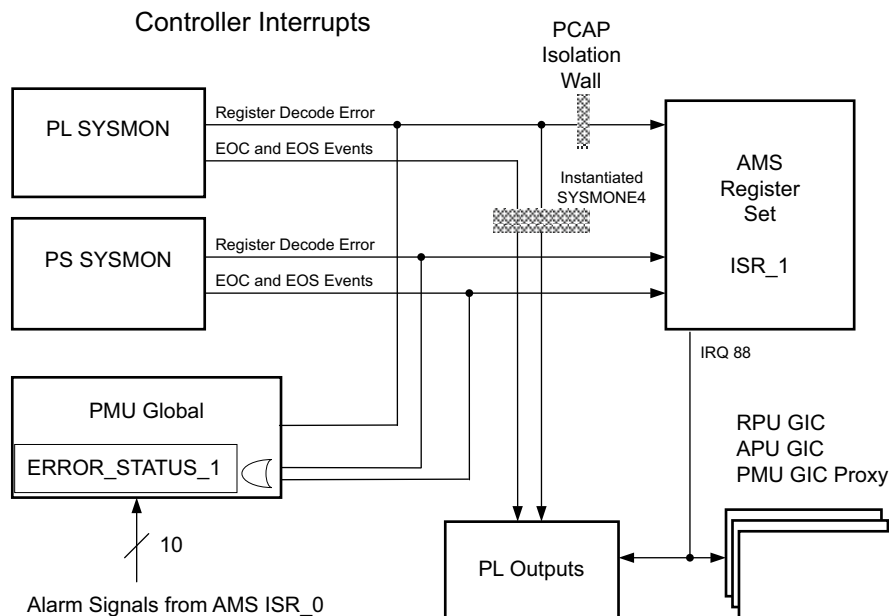 Controller Interrupts
PCAP
Isolation
Wall
PL SYSMON
Register Decode Error
EOC and EOS Events
Instantiated
SYSMONE4
AMS
Register
Set
ISR_1
PS SYSMON
Register Decode Error
EOC and EOS Events
IRQ 88
PMU Global
ERROR_STATUS_1
RPU GIC
APU GIC
PMU GIC Proxy
10
PL Outputs
Alarm Signals from AMS ISR_0